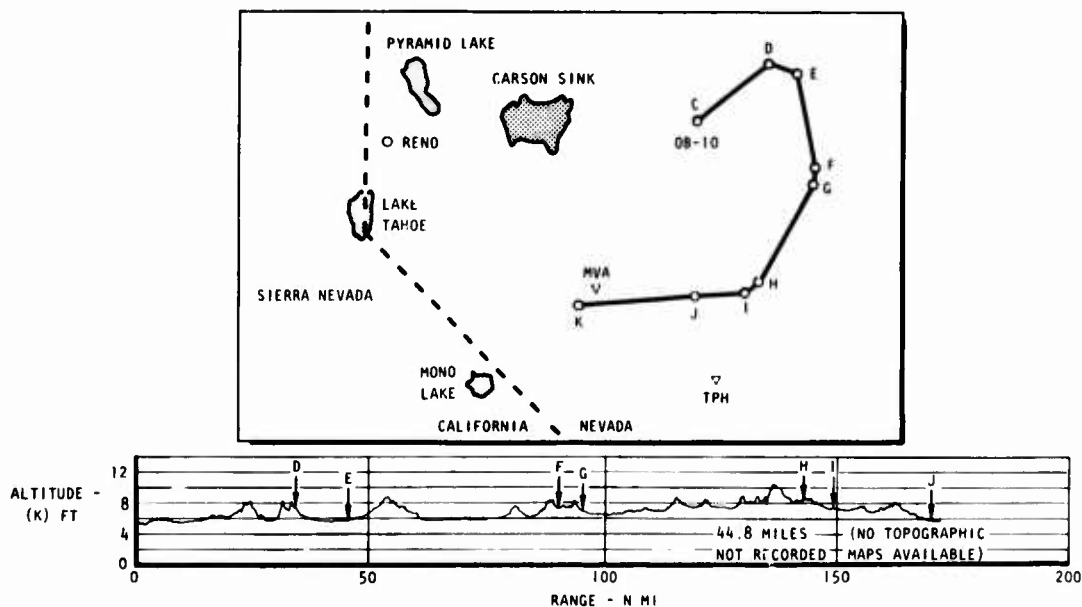 PYRAMID LAKE
CARSON SINK
D
E
C
OB-10
RENO
F
G
LAKE
TAHOE
MVA
H
SIERRA NEVADA
K
J
I
MONO
LAKE
TPH
CALIFORNIA
NEVADA
ALTITUDE -
(K) FT
12
8
4
0
D
E
F
G
H
I
J
44.8 MILES
NOT RECORDED
(NO TOPOGRAPHIC
MAPS AVAILABLE)
0
50
100
150
200
RANGE - N MI